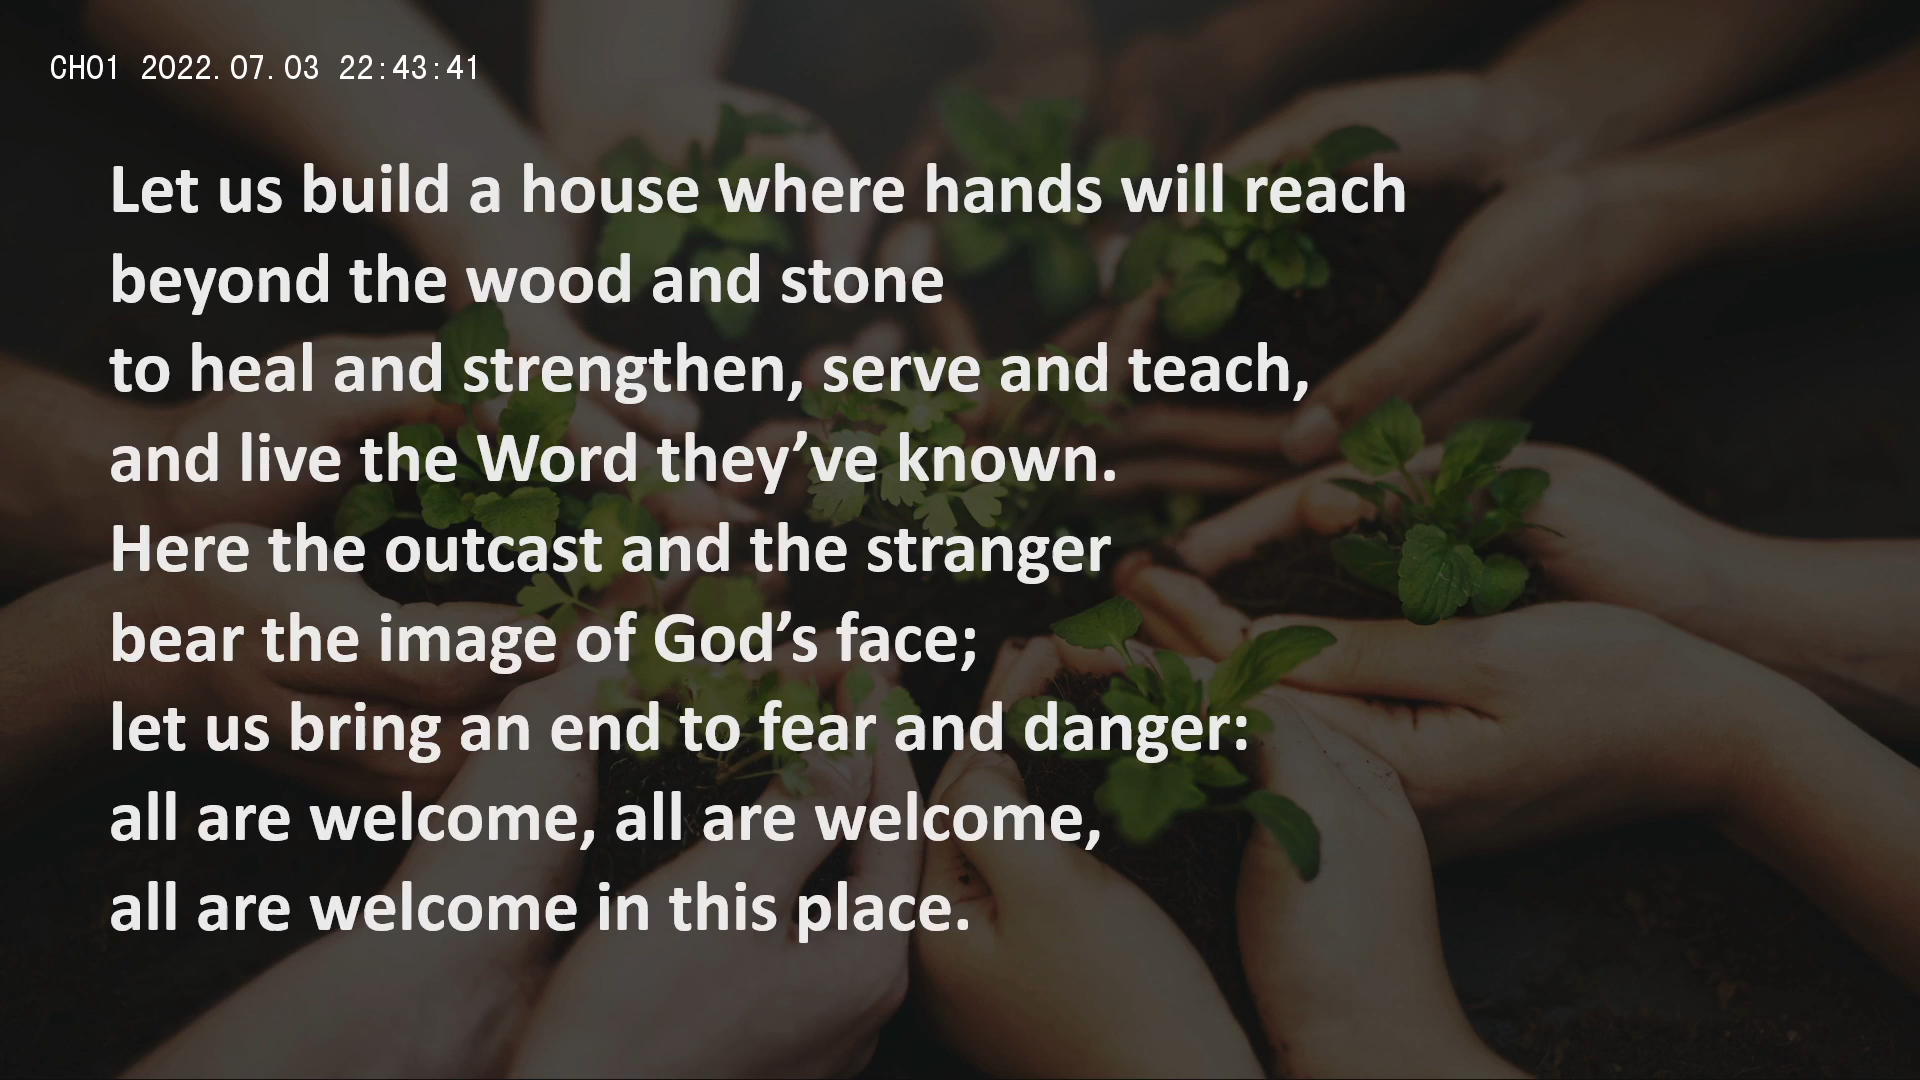 CH01 2022.07.03 22:43:41
Let us build a house where hands will reach
beyond the wood and stone
to heal and strengthen, serve and teach,
and live the Word they’ve known.
Here the outcast and the stranger
bear the image of God’s face;
let us bring an end to fear and danger:
all are welcome, all are welcome,
all are welcome in this place.